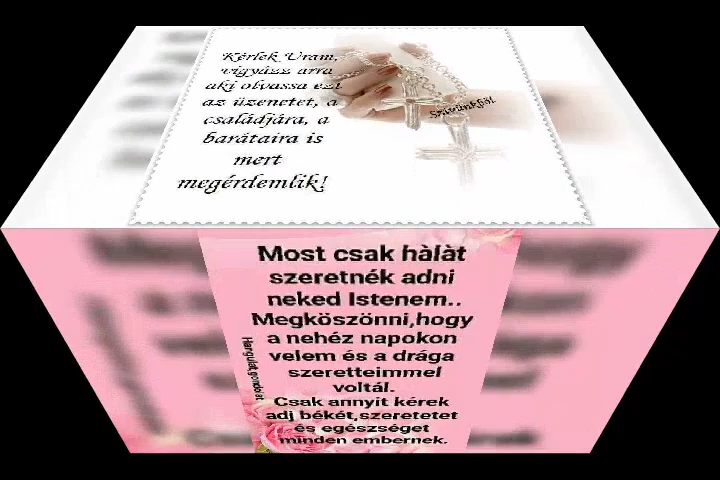 Kérlek Uram,
vigyázz arra
aki olvassa ezt
az üzenetet, a
családjára, a
barátaira is
mert
megérdemlik!
Szívünkből
Most csak hàlàt
szeretnék adni
neked Istenem..
Megköszönni,hogy
a nehéz napokon
velem és a drága
szeretteimmel
voltál.
Csak annyit kérek
adj békét,szeretetet
és egészséget
minden embernek.